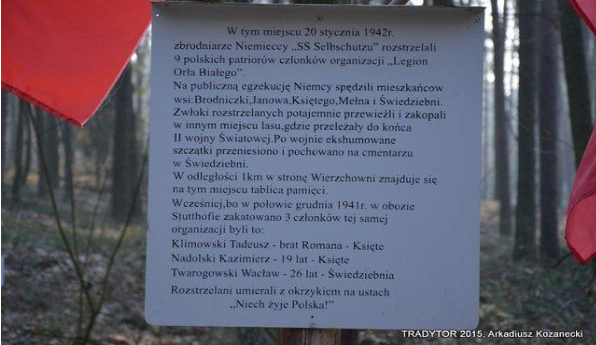 W tym miejscu 20 stycznia 1942r.
zbrodniarze Niemieccy „SS Selbschutzu” rozstrzelali
9 polskich patriorów członków organizacji „Legion
Orła Białego”.
Na publiczną egzekucję Niemcy spędzili mieszkańcow
wsi:Brodniczki,Janowa,Księtego,Mełna i Świedziebni.
Zwłoki rozstrzelanych potajemnie przewieźli i zakopali
w innym miejscu lasu,gdzie przeleżały do końca
II wojny Światowej.Po wojnie ekshumowane
szczątki przeniesiono i pochowano na cmentarzu
w Świedziebni.
W odległości 1km w stronę Wierzchowni znajduje się
na tym miejscu tablica pamięci.
Wcześniej,bo w połowie grudnia 1941r. w obozie
Stutthofie zakatowano 3 członków tej samej
organizacji byli to:
Klimowski Tadeusz - brat Romana - Księte
Nadolski Kazimierz - 19 lat - Księte
Twarogowski Wacław - 26 lat - Świedziebnia
Rozstrzelani umierali z okrzykiem na ustach
„Niech żyje Polska!”
TRADYTOR 2015, Arkadiusz Kozanecki